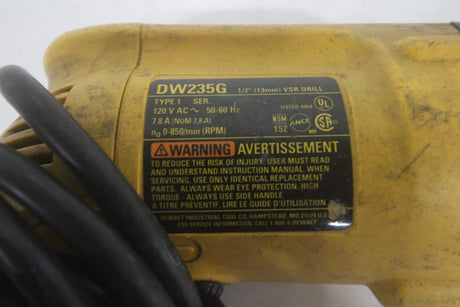 DW235G 1/2" (13mm) VSR DRILL
TYPE 1 SER.
120 V AC ~ 50-60 Hz
7,8 A (NOM 7,8 A)
n₀ 0-850/min (RPM)
LISTED
UL
NOM
152
ANCE
MEX
SA
WARNING AVERTISSEMENT
TO REDUCE THE RISK OF INJURY, USER MUST READ
AND UNDERSTAND INSTRUCTION MANUAL. WHEN
SERVICING, USE ONLY IDENTICAL REPLACEMENT
PARTS. ALWAYS WEAR EYE PROTECTION. HIGH
TORQUE - ALWAYS USE SIDE HANDLE
A TITRE PREVENTIF, LIRE LE GUIDE D'UTILISATION.
DEWALT INDUSTRIAL TOOL CO. HAMPSTEAD, MD 21074 U.S.
FOR SERVICE INFORMATION, CALL 1-800-4-DEWALT